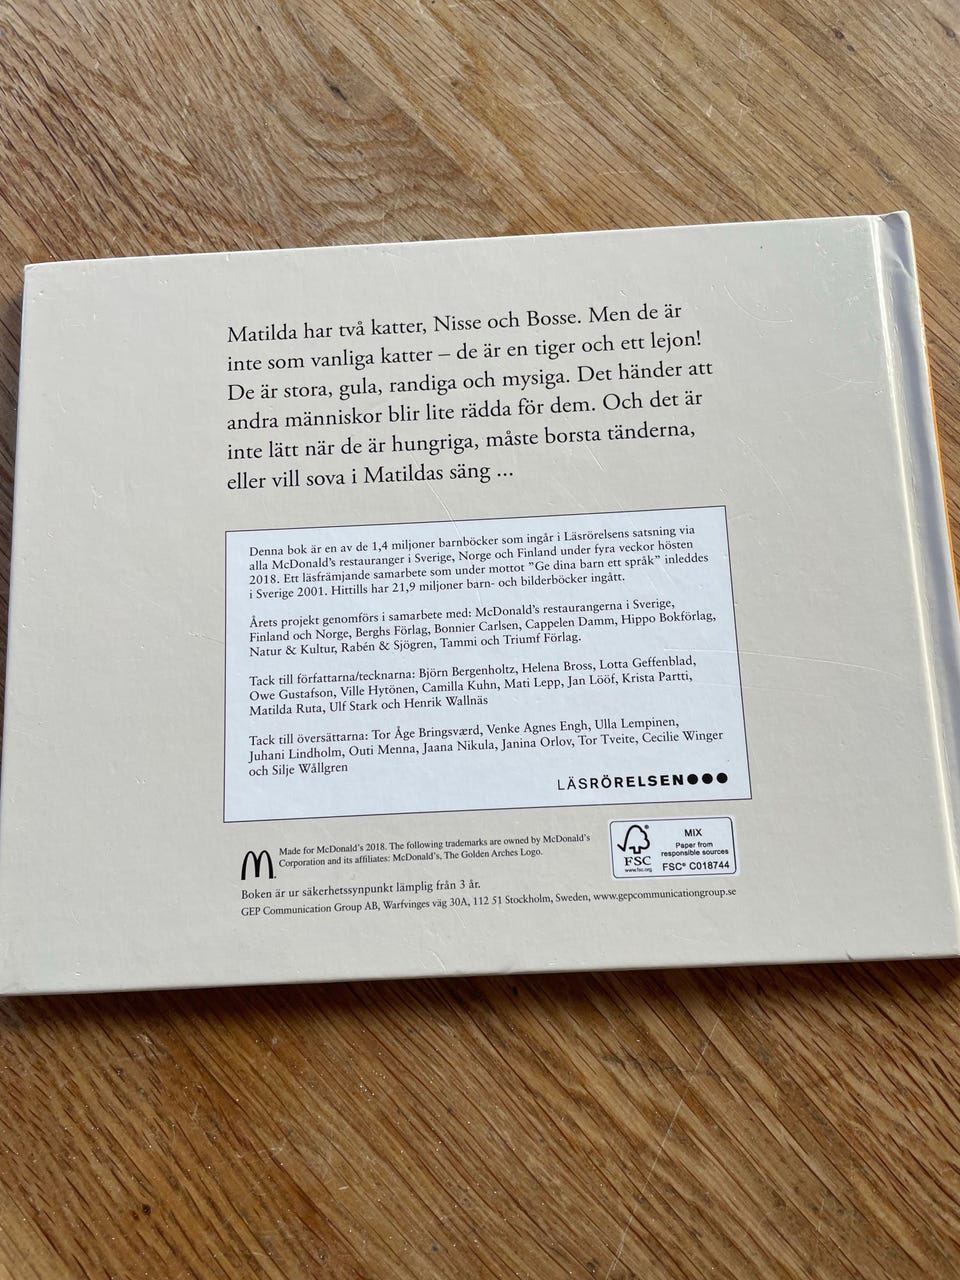 Matilda har två katter, Nisse och Bosse. Men de är
inte som vanliga katter – de är en tiger och ett lejon!
De är stora, gula, randiga och mysiga. Det händer att
andra människor blir lite rädda för dem. Och det är
inte lätt när de är hungriga, måste borsta tänderna,
eller vill sova i Matildas säng ...
Denna bok är en av de 1,4 miljoner barnböcker som ingår i Läsrörelsens satsning via
alla McDonald's restauranger i Sverige, Norge och Finland under fyra veckor hösten
2018. Ett läsfrämjande samarbete som under mottot "Ge dina barn ett språk" inleddes
i Sverige 2001. Hittills har 21,9 miljoner barn- och bilderböcker ingått.
Årets projekt genomförs i samarbete med: McDonald's restaurangerna i Sverige,
Finland och Norge, Berghs Förlag, Bonnier Carlsen, Cappelen Damm, Hippo Bokförlag,
Natur & Kultur, Rabén & Sjögren, Tammi och Triumf Förlag.
Tack till författarna/tecknarna: Björn Bergenholtz, Helena Bross, Lotta Geffenblad,
Owe Gustafson, Ville Hytönen, Camilla Kuhn, Mati Lepp, Jan Lööf, Krista Partti,
Matilda Ruta, Ulf Stark och Henrik Wallnäs
Tack till översättarna: Tor Åge Bringsværd, Venke Agnes Engh, Ulla Lempinen,
Juhani Lindholm, Outi Menna, Jaana Nikula, Janina Orlov, Tor Tveite, Cecilie Winger
och Silje Wållgren
LÄSRÖRELSEN●●●
Made for McDonald's 2018. The following trademarks are owned by McDonald's
Corporation and its affiliates: McDonald's, The Golden Arches Logo.
FSC
www.fsc.org
MIX
Paper from
responsible sources
FSC® C018744
Boken är ur säkerhetssynpunkt lämplig från 3 år.
GEP Communication Group AB, Warfvinges väg 30A, 112 51 Stockholm, Sweden, www.gepcommunicationgroup.se